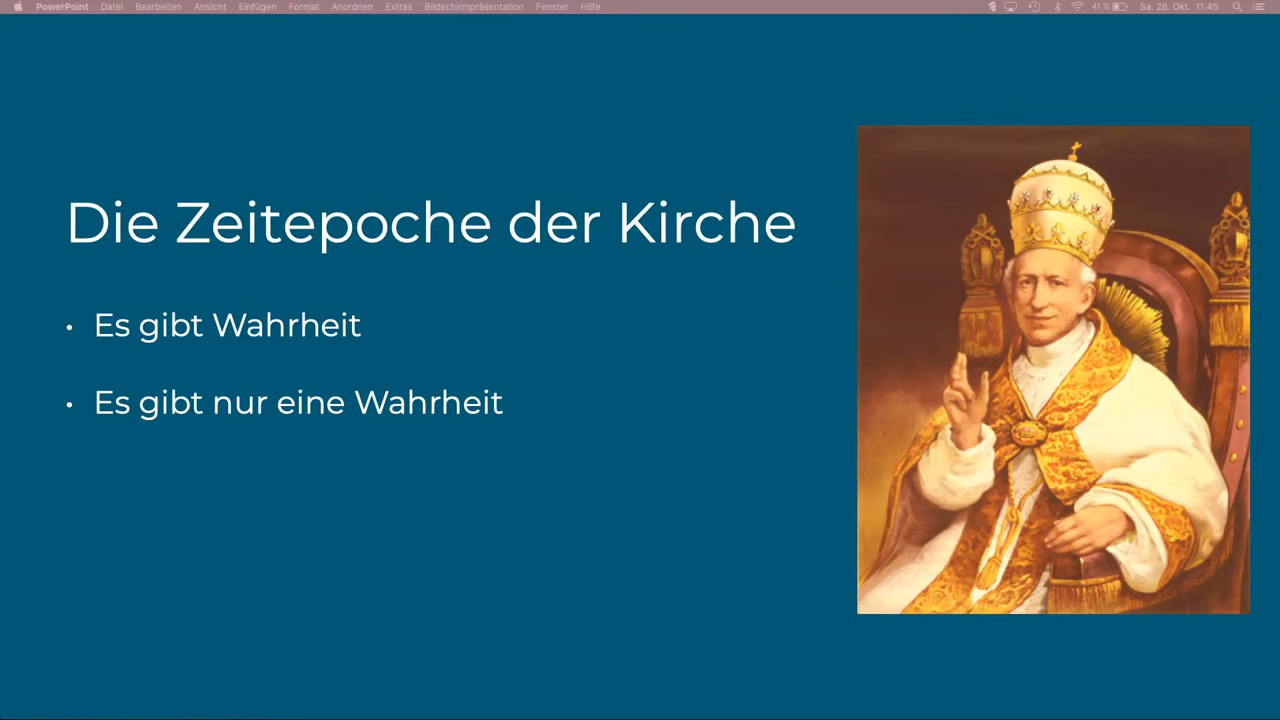 PowerPoint Datei Bearbeiten Ansicht Einfügen Format Anordnen Extras Bildschirmpräsentation Fenster Hilfe 41 % Sa. 28. Okt. 11:45
Die Zeitepoche der Kirche
• Es gibt Wahrheit
• Es gibt nur eine Wahrheit